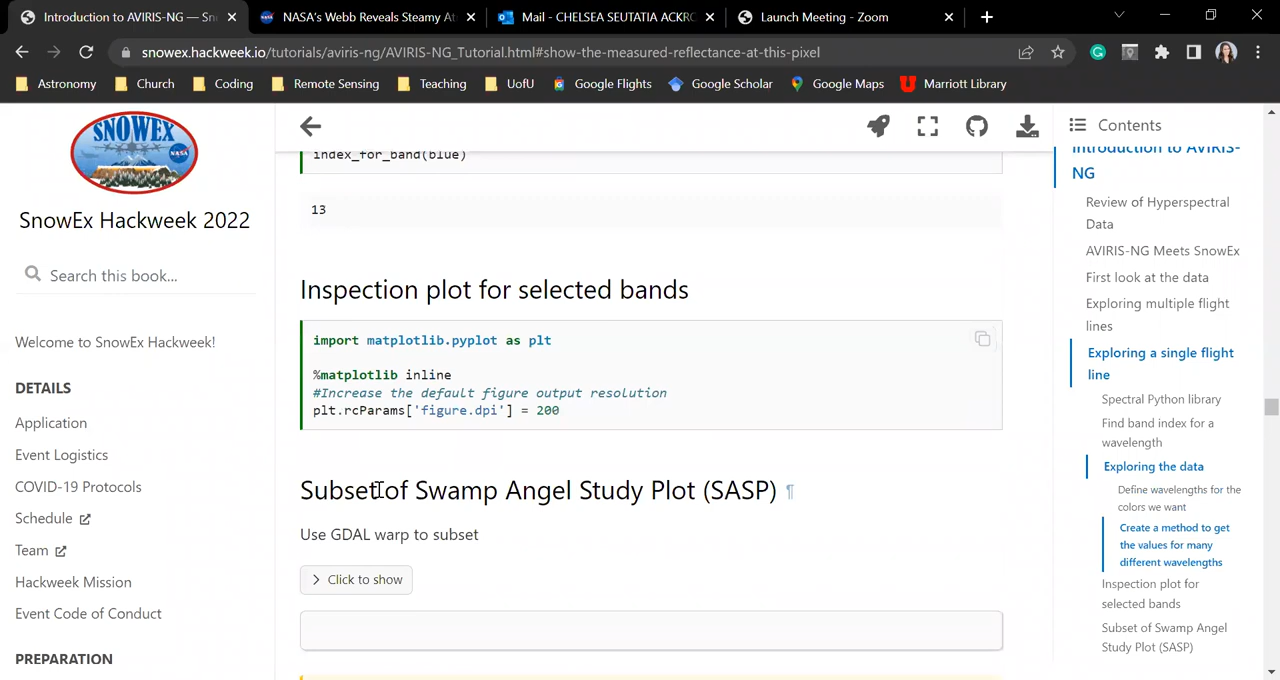 Introduction to AVIRIS-NG — Sn
NASA's Webb Reveals Steamy At
Mail - CHELSEA SEUTATIA ACKRO
Launch Meeting - Zoom
snowex.hackweek.io/tutorials/aviris-ng/AVIRIS-NG_Tutorial.html#show-the-measured-reflectance-at-this-pixel
Astronomy
Church
Coding
Remote Sensing
Teaching
UofU
Google Flights
Google Scholar
Google Maps
Marriott Library
SNOWEX
NASA
SnowEx Hackweek 2022
Search this book...
Welcome to SnowEx Hackweek!
DETAILS
Application
Event Logistics
COVID-19 Protocols
Schedule
Team
Hackweek Mission
Event Code of Conduct
PREPARATION
index_for_band(blue)
13
Inspection plot for selected bands
import matplotlib.pyplot as plt
%matplotlib inline
#Increase the default figure output resolution
plt.rcParams['figure.dpi'] = 200
Subset of Swamp Angel Study Plot (SASP) ¶
Use GDAL warp to subset
Click to show
Contents
Introduction to AVIRIS-
NG
Review of Hyperspectral
Data
AVIRIS-NG Meets SnowEx
First look at the data
Exploring multiple flight
lines
Exploring a single flight
line
Spectral Python library
Find band index for a
wavelength
Exploring the data
Define wavelengths for the
colors we want
Create a method to get
the values for many
different wavelengths
Inspection plot for
selected bands
Subset of Swamp Angel
Study Plot (SASP)